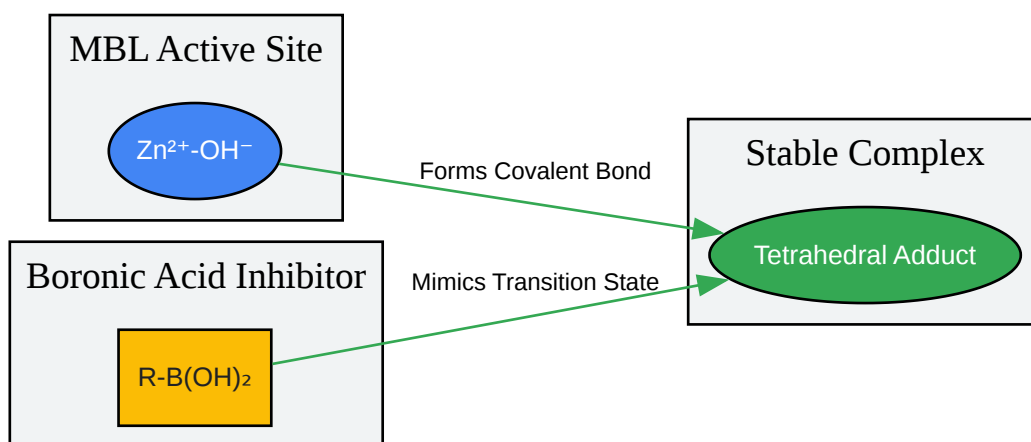 MBL Active Site
Zn²⁺-OH⁻
Forms Covalent Bond
Stable Complex
Tetrahedral Adduct
Boronic Acid Inhibitor
Mimics Transition State
R-B(OH)₂